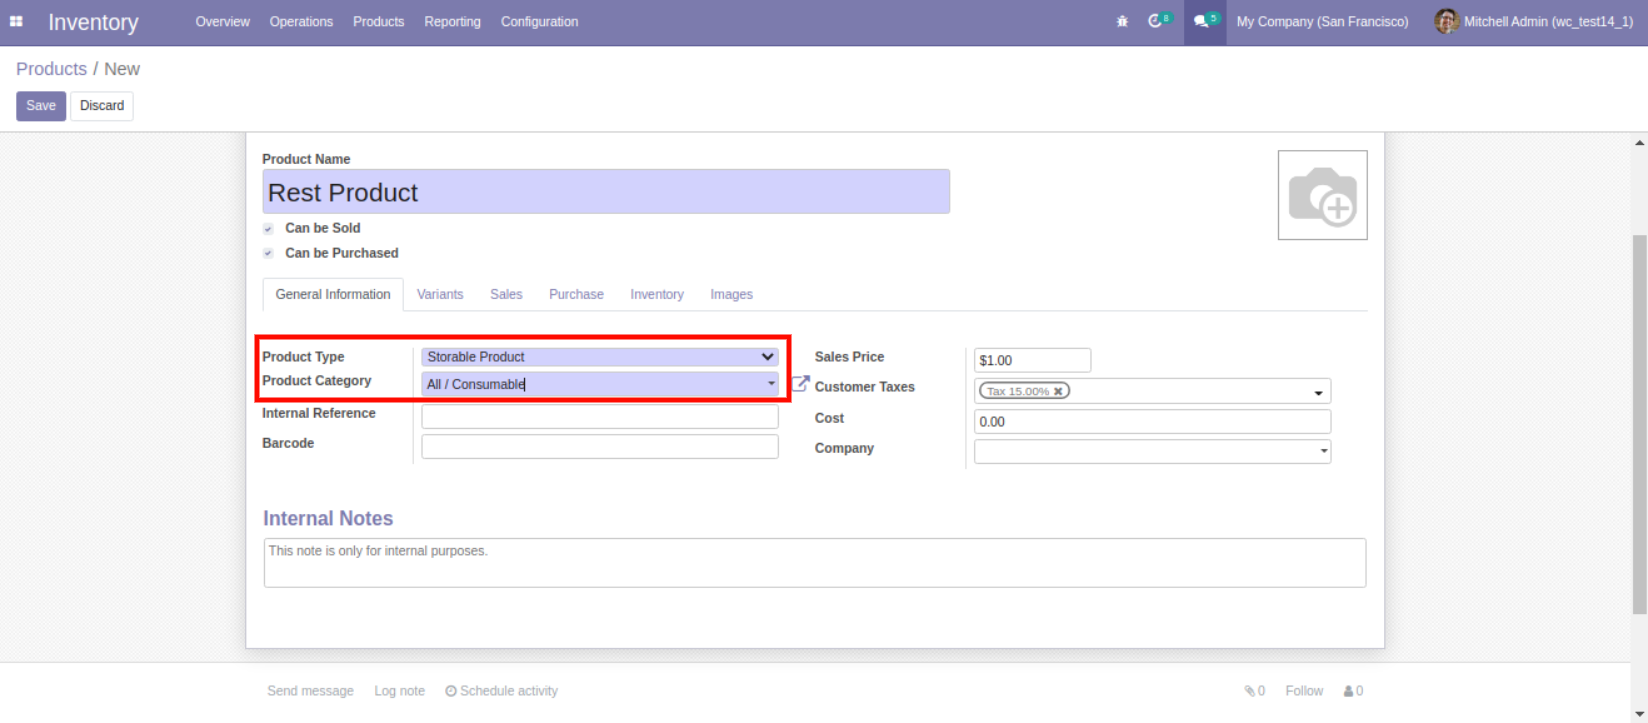 Inventory Overview Operations Products Reporting Configuration 8 5 My Company (San Francisco) Mitchell Admin (wc_test14_1)
Products / New
Save Discard
Product Name
Rest Product
Can be Sold
Can be Purchased
General Information Variants Sales Purchase Inventory Images
Product Type Storable Product Sales Price $1.00
Product Category All / Consumable Customer Taxes Tax 15.00%
Internal Reference Cost 0.00
Barcode Company
Internal Notes
This note is only for internal purposes.
Send message Log note Schedule activity 0 Follow 0